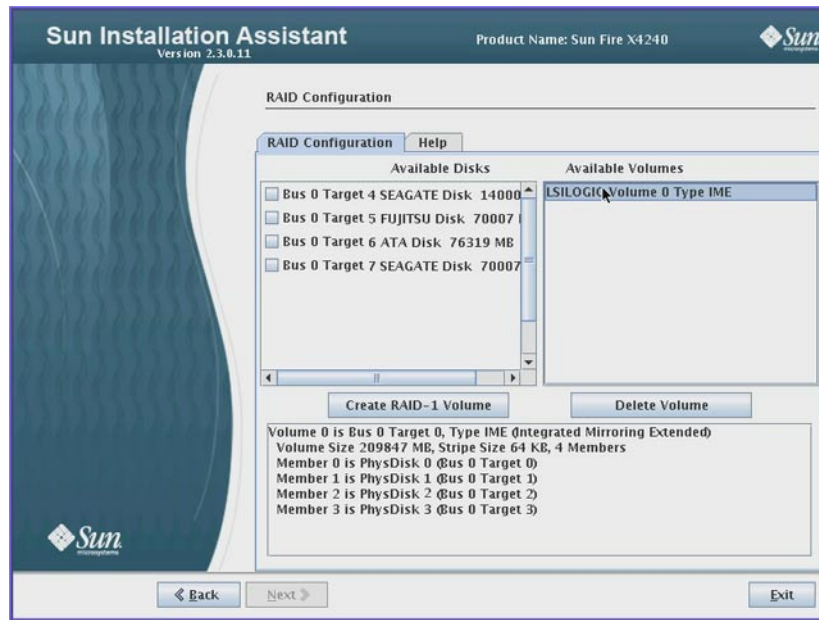 Sun Installation Assistant
Version 2.3.0.11
Product Name: Sun Fire X4240
Sun
microsystems
RAID Configuration
RAID Configuration Help
Available Disks Available Volumes
Bus 0 Target 4 SEAGATE Disk 14000
Bus 0 Target 5 FUJITSU Disk 70007
Bus 0 Target 6 ATA Disk 76319 MB
Bus 0 Target 7 SEAGATE Disk 70007
LSILOGIC Volume 0 Type IME
Create RAID-1 Volume Delete Volume
Volume 0 is Bus 0 Target 0, Type IME (Integrated Mirroring Extended)
Volume Size 209847 MB, Stripe Size 64 KB, 4 Members
Member 0 is PhysDisk 0 (Bus 0 Target 0)
Member 1 is PhysDisk 1 (Bus 0 Target 1)
Member 2 is PhysDisk 2 (Bus 0 Target 2)
Member 3 is PhysDisk 3 (Bus 0 Target 3)
Sun
microsystems
Back Next Exit